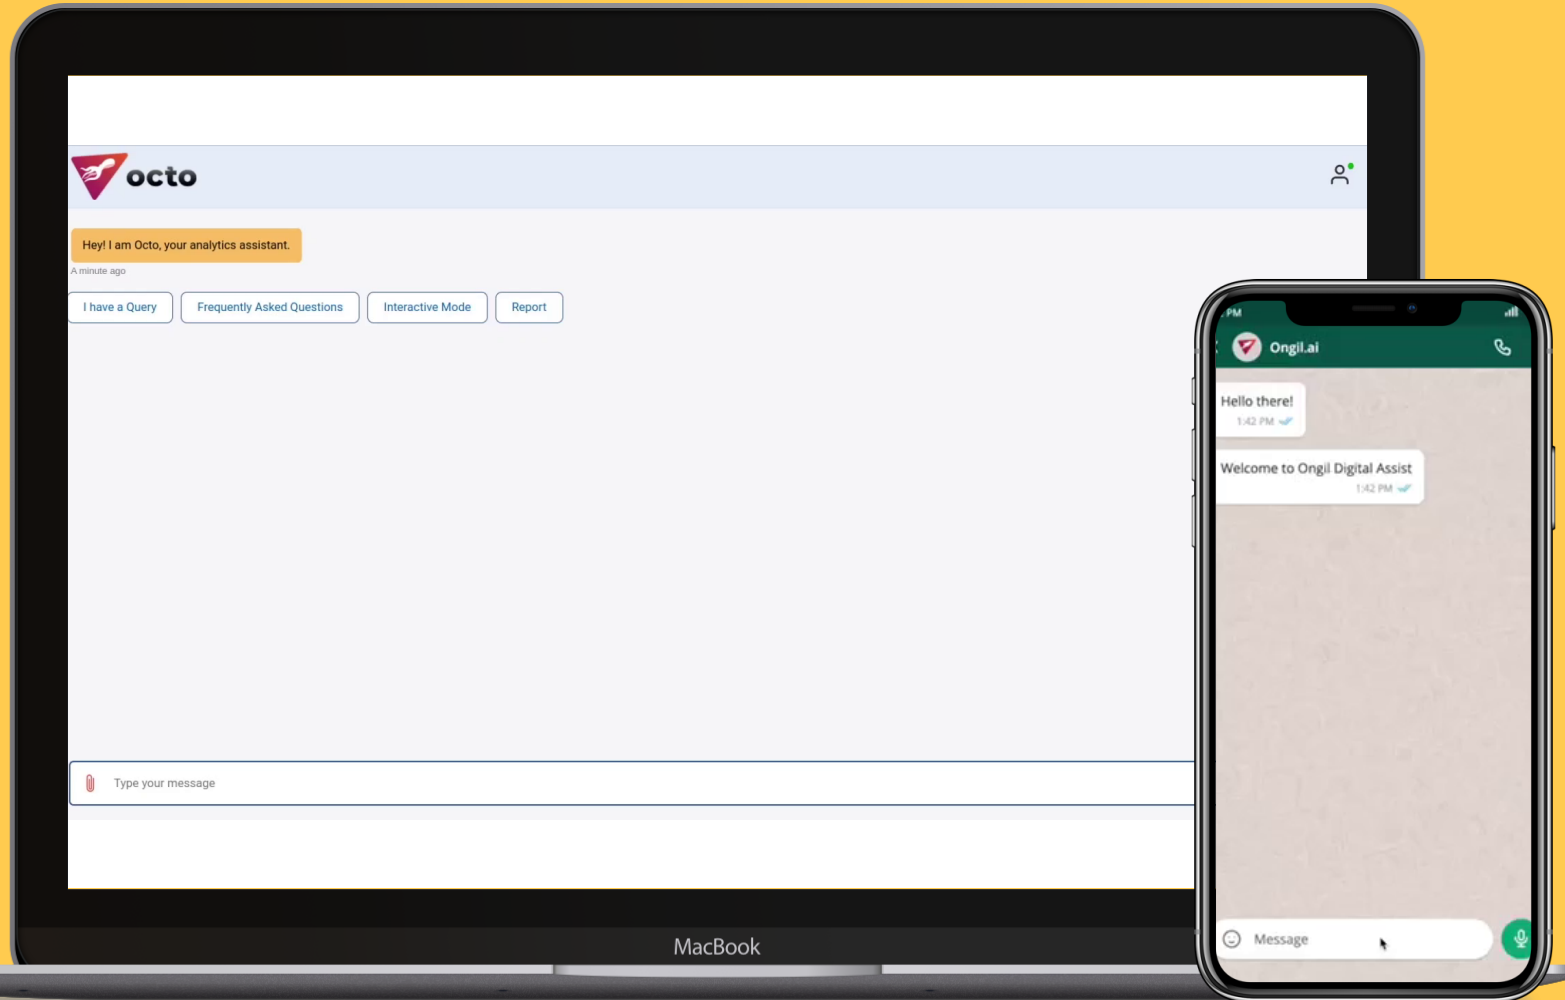 octo
Hey! I am Octo, your analytics assistant.
A minute ago
I have a Query
Frequently Asked Questions
Interactive Mode
Report
Type your message
MacBook
PM
Ongil.ai
Hello there!
1:42 PM
Welcome to Ongil Digital Assist
1:42 PM
Message